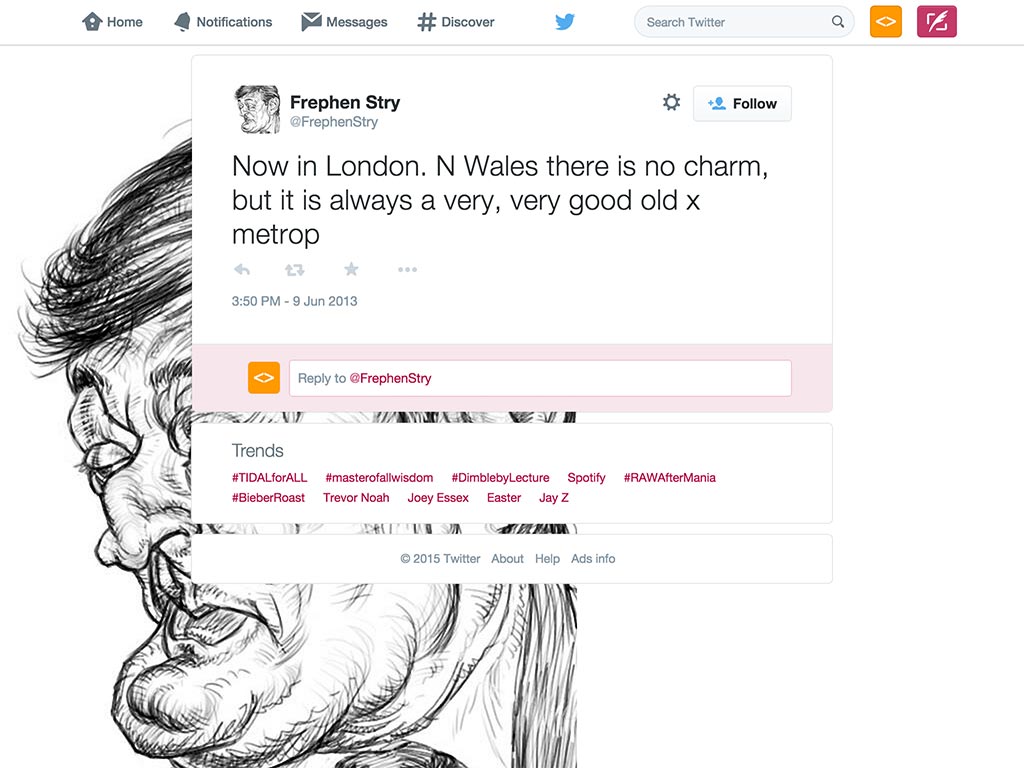 Home Notifications Messages Discover Search Twitter
Frephen Stry
@FrephenStry
Follow
Now in London. N Wales there is no charm,
but it is always a very, very good old x
metrop
3:50 PM - 9 Jun 2013
Reply to @FrephenStry
Trends
#TIDALforALL #masterofallwisdom #DimblebyLecture Spotify #RAWAfterMania
#BieberRoast Trevor Noah Joey Essex Easter Jay Z
© 2015 Twitter About Help Ads info